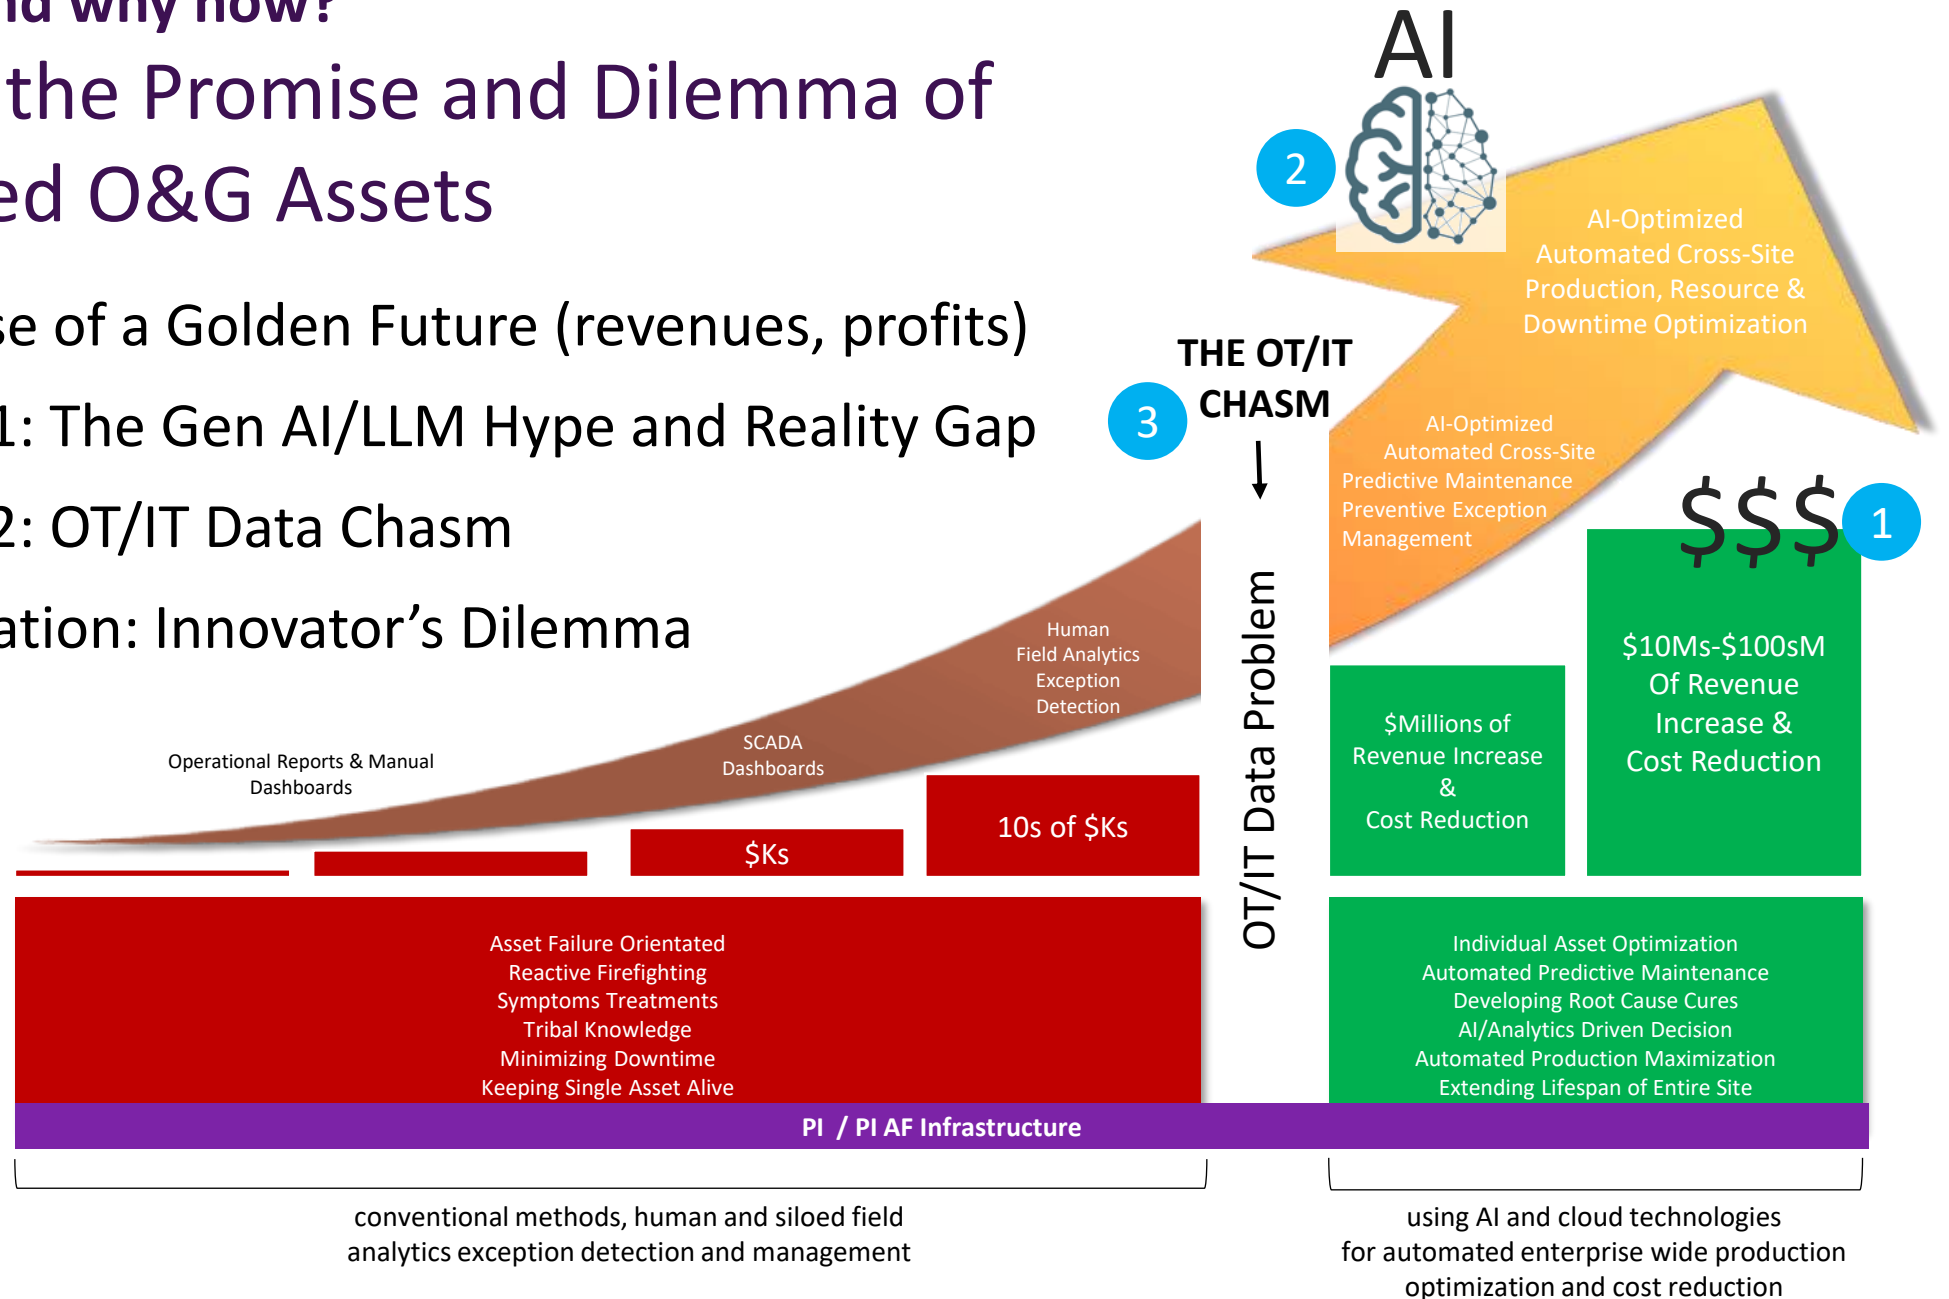 nd why now?
the Promise and Dilemma of
ed O&G Assets
se of a Golden Future (revenues, profits)
1: The Gen AI/LLM Hype and Reality Gap
2: OT/IT Data Chasm
ation: Innovator's Dilemma
AI
2
AI-Optimized
Automated Cross-Site
Production, Resource &
Downtime Optimization
THE OT/IT
CHASM
3
AI-Optimized
Automated Cross-Site
Predictive Maintenance
Preventive Exception
Management
$$$
1
Operational Reports & Manual
Dashboards
SCADA
Dashboards
Human
Field Analytics
Exception
Detection
$Ks
10s of $Ks
OT/IT Data Problem
$Millions of
Revenue Increase
&
Cost Reduction
$10Ms-$100sM
Of Revenue
Increase &
Cost Reduction
Asset Failure Orientated
Reactive Firefighting
Symptoms Treatments
Tribal Knowledge
Minimizing Downtime
Keeping Single Asset Alive
Individual Asset Optimization
Automated Predictive Maintenance
Developing Root Cause Cures
AI/Analytics Driven Decision
Automated Production Maximization
Extending Lifespan of Entire Site
PI / PI AF Infrastructure
conventional methods, human and siloed field
analytics exception detection and management
using AI and cloud technologies
for automated enterprise wide production
optimization and cost reduction